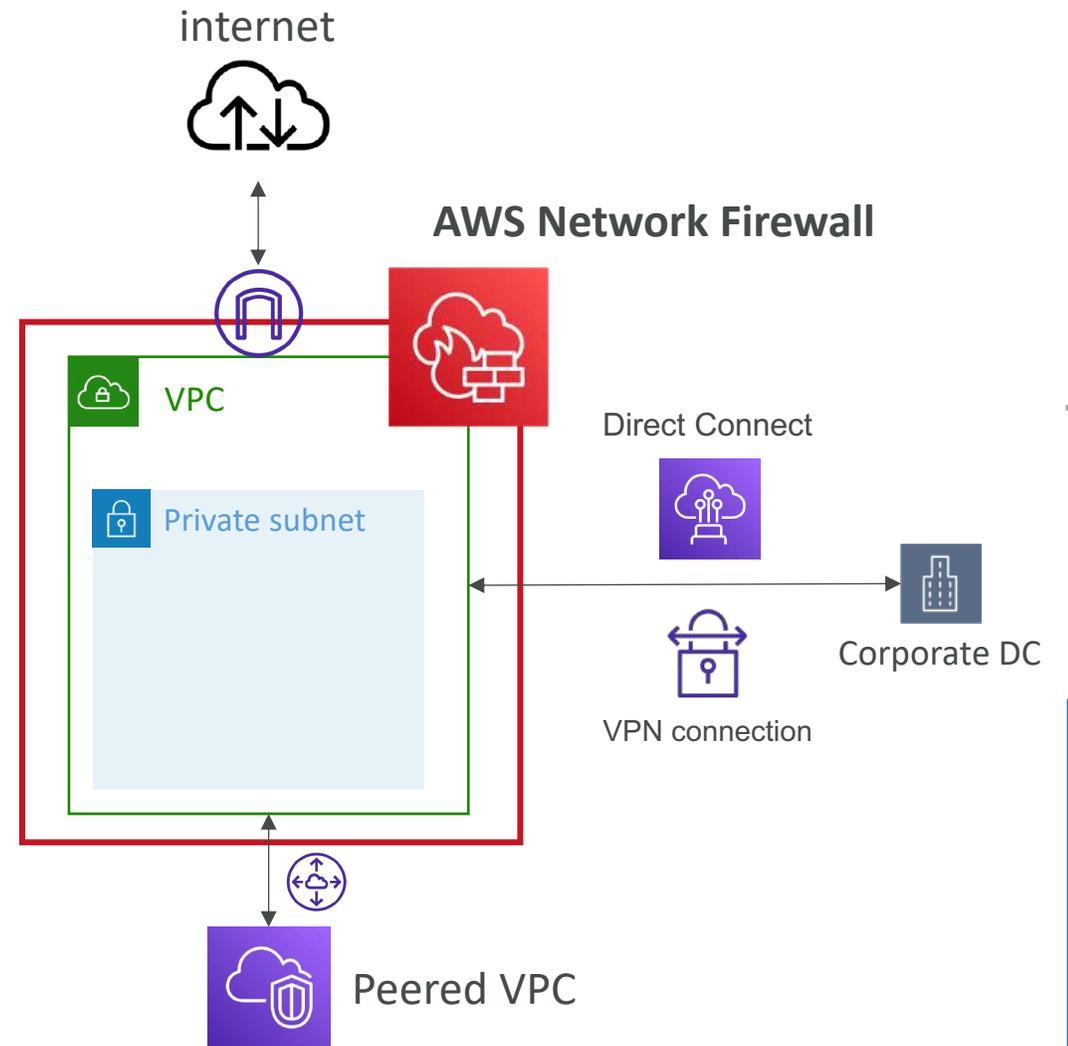 internet
AWS Network Firewall
VPC
Direct Connect
Private subnet
Corporate DC
VPN connection
Peered VPC